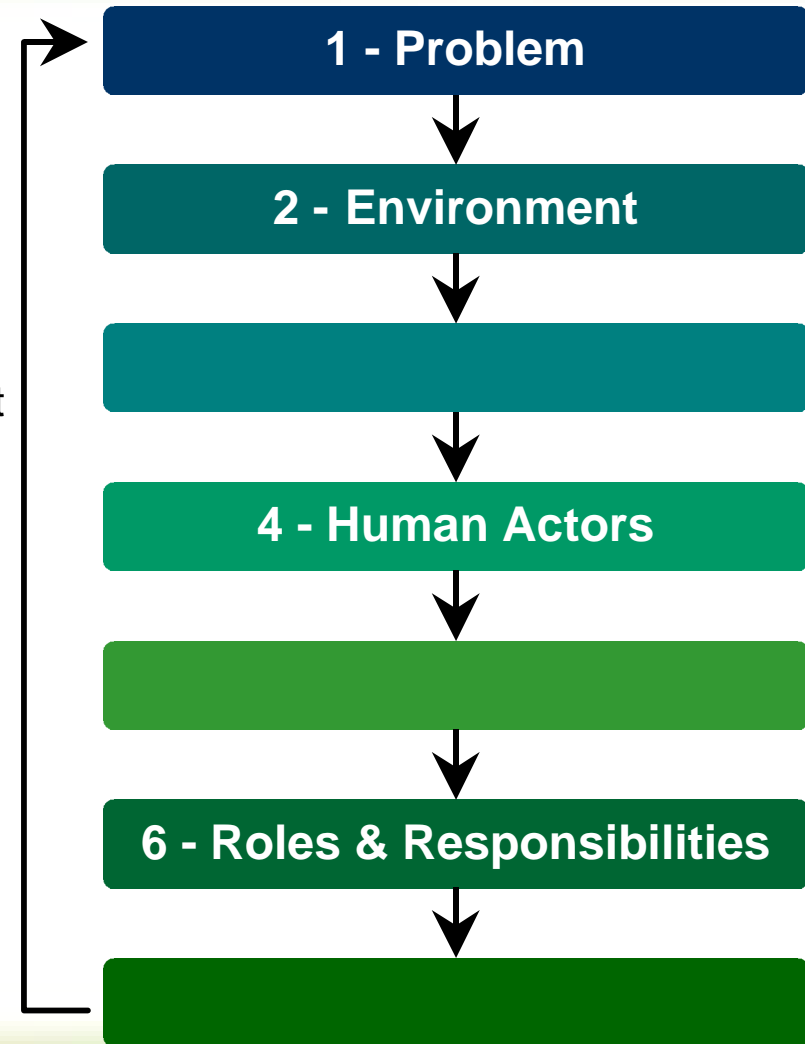 1 - Problem
2 - Environment
t
4 - Human Actors
6 - Roles & Responsibilities